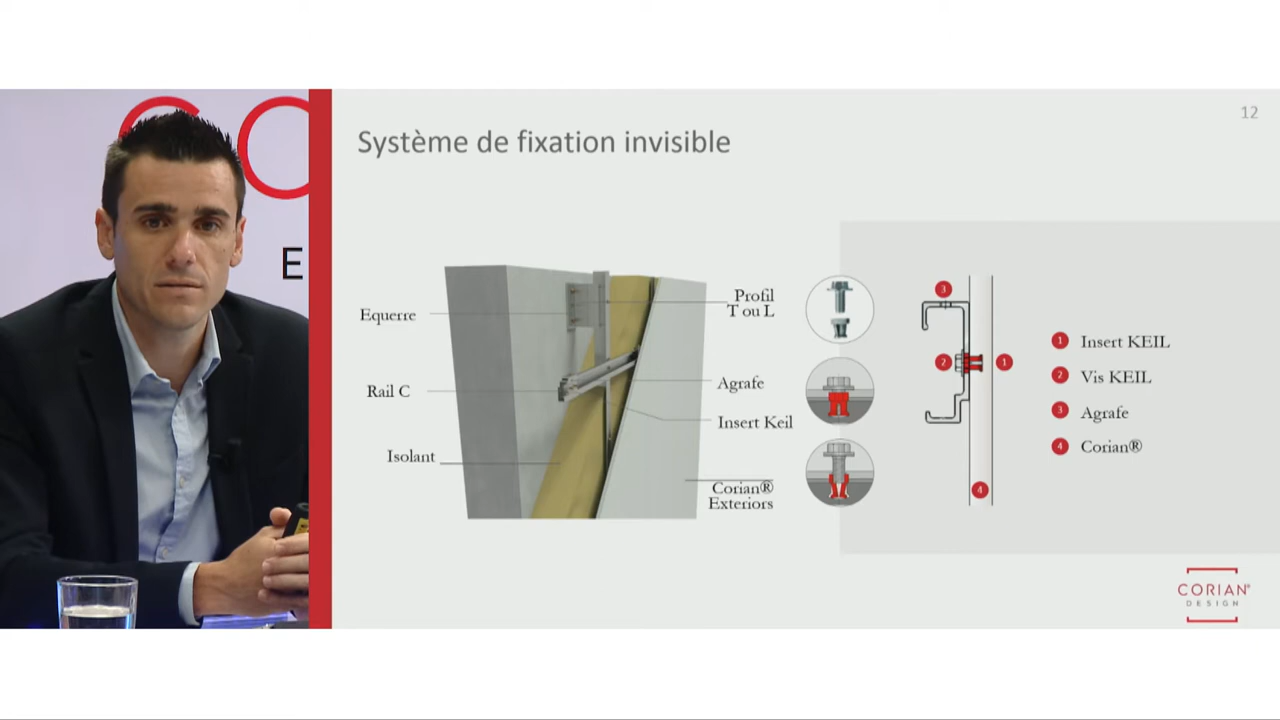 CO
E
12
Système de fixation invisible
Equerre
Rail C
Isolant
Profil
T ou L
Agrafe
Insert Keil
Corian®
Exteriors
3
2
1
4
1 Insert KEIL
2 Vis KEIL
3 Agrafe
4 Corian®
CORIAN®
DESIGN